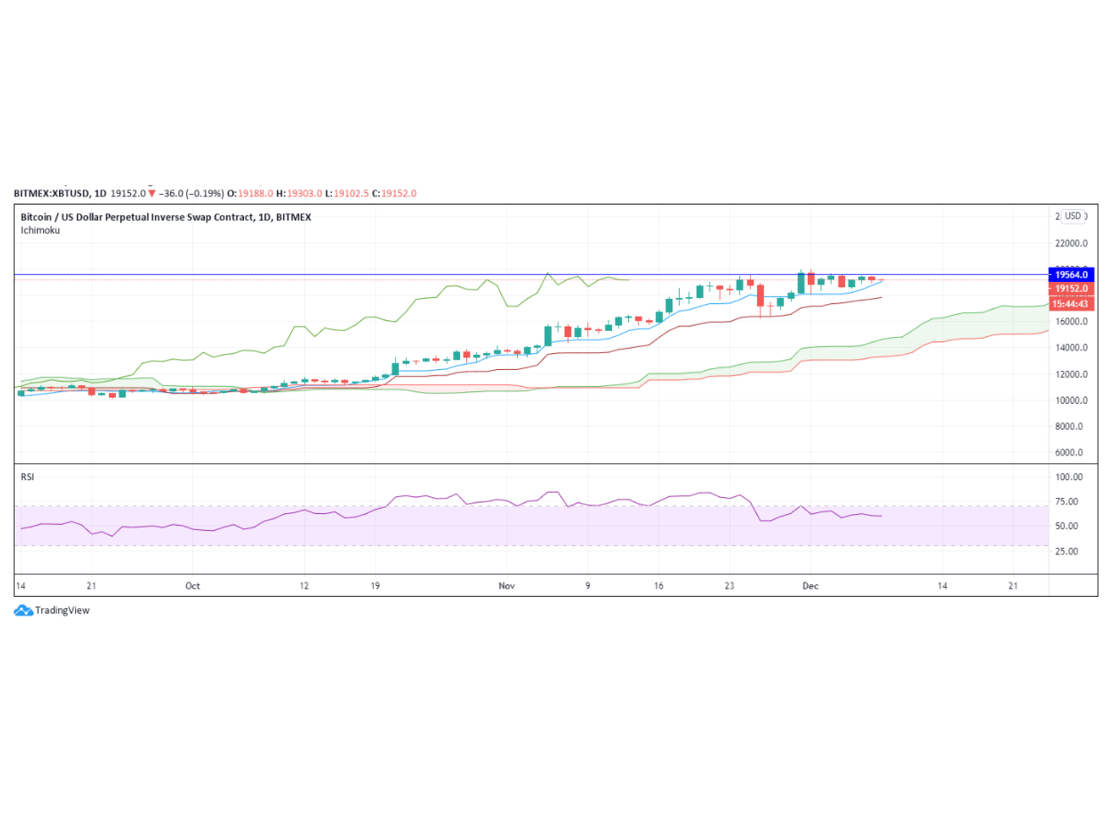 BITMEX:XBTUSD, 1D 19152.0 ▼ −36.0 (−0.19%) O:19188.0 H:19303.0 L:19102.5 C:19152.0
Bitcoin / US Dollar Perpetual Inverse Swap Contract, 1D, BITMEX
Ichimoku
USD
22000.0
19564.0
19152.0
15:44:43
16000.0
14000.0
12000.0
10000.0
8000.0
6000.0
RSI
100.00
75.00
50.00
25.00
14 21 Oct 12 19 Nov 9 16 23 Dec 14 21
TradingView